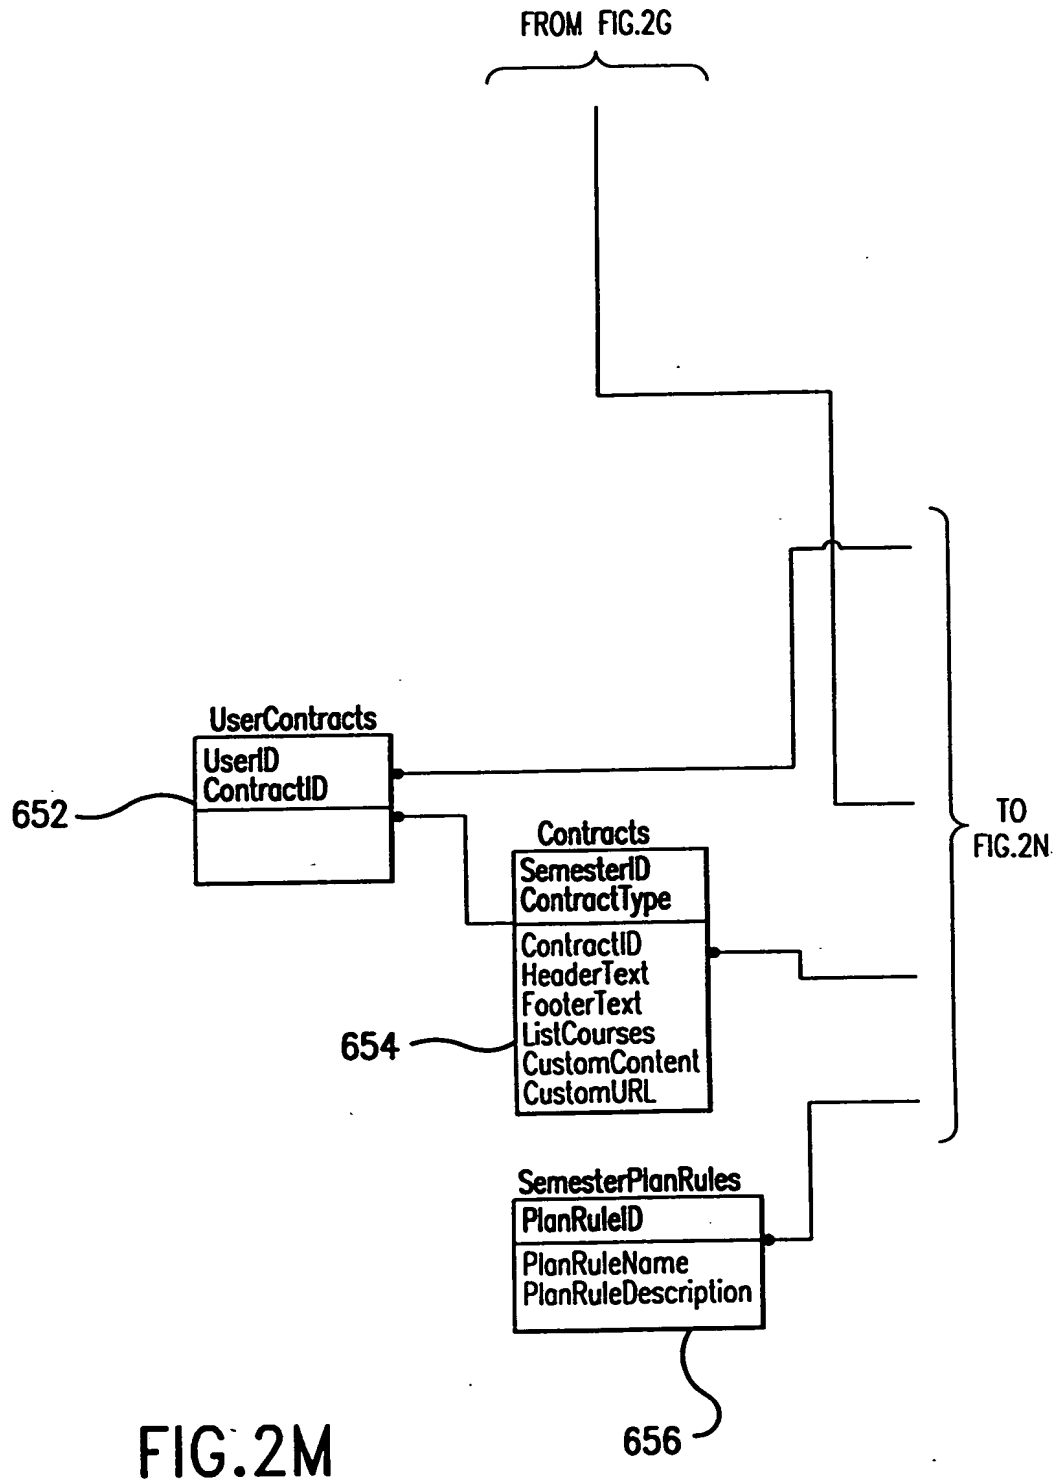 FROM FIG.2G
UserContracts
UserID
ContractID
652
Contracts
SemesterID
ContractType
ContractID
HeaderText
FooterText
ListCourses
CustomContent
CustomURL
654
TO
FIG.2N
SemesterPlanRules
PlanRuleID
PlanRuleName
PlanRuleDescription
656
FIG.2M